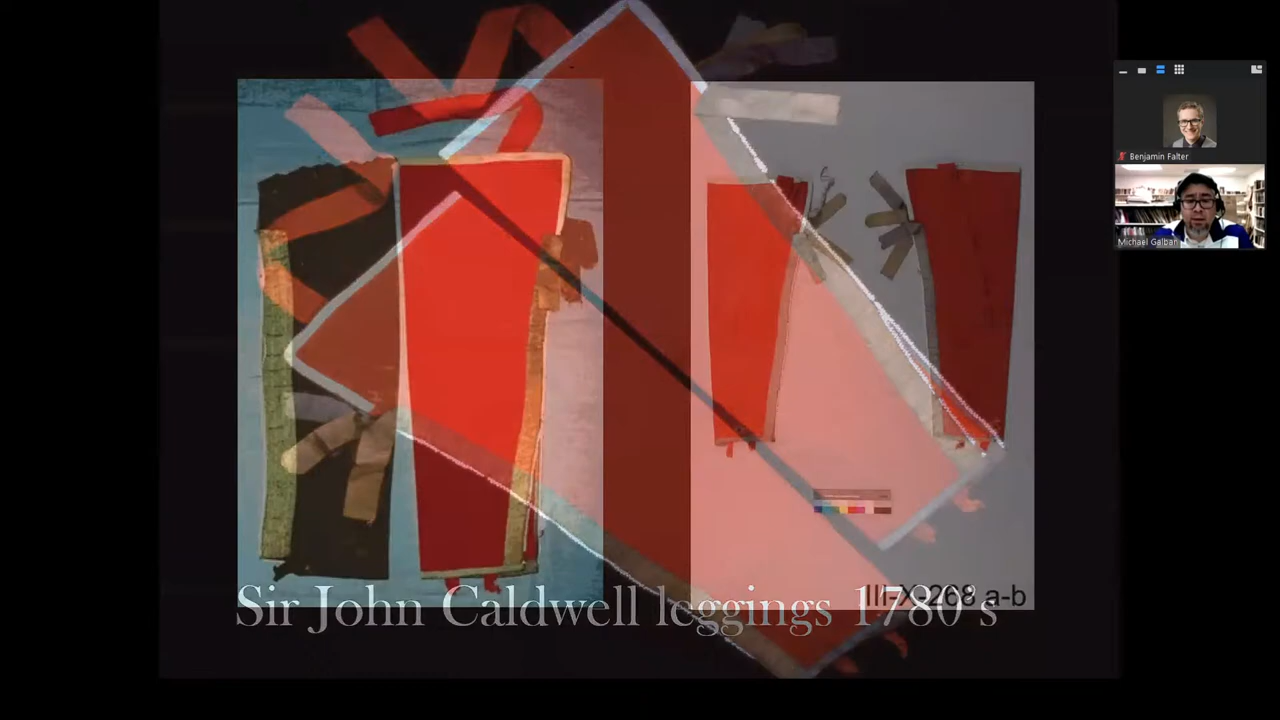 Benjamin Falter
Michael Galban
III-X-268 a-b
Sir John Caldwell leggings 1780's